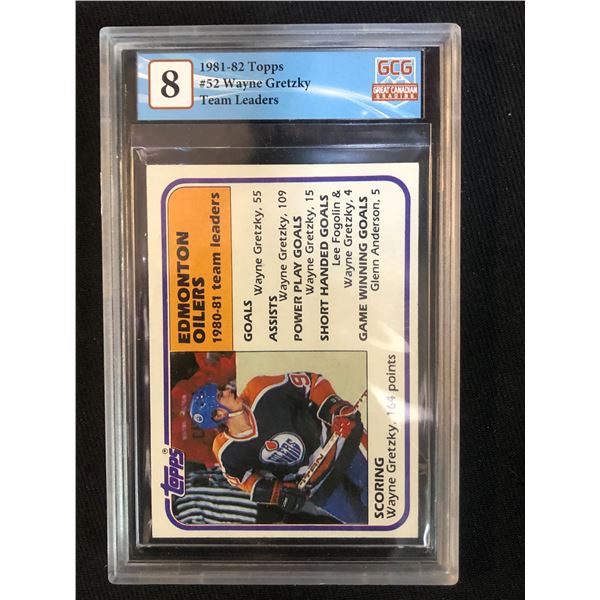 8
1981-82 Topps
#52 Wayne Gretzky
Team Leaders
GCG
GREAT CANADIAN
GRADING
topps®
EDMONTON
OILERS
1980-81 team leaders
GOALS
Wayne Gretzky, 55
ASSISTS
Wayne Gretzky, 109
POWER PLAY GOALS
Wayne Gretzky, 15
SHORT HANDED GOALS
Lee Fogolin &
Wayne Gretzky, 4
GAME WINNING GOALS
Glenn Anderson, 5
SCORING
Wayne Gretzky, 164 points
OILERS
TITAN